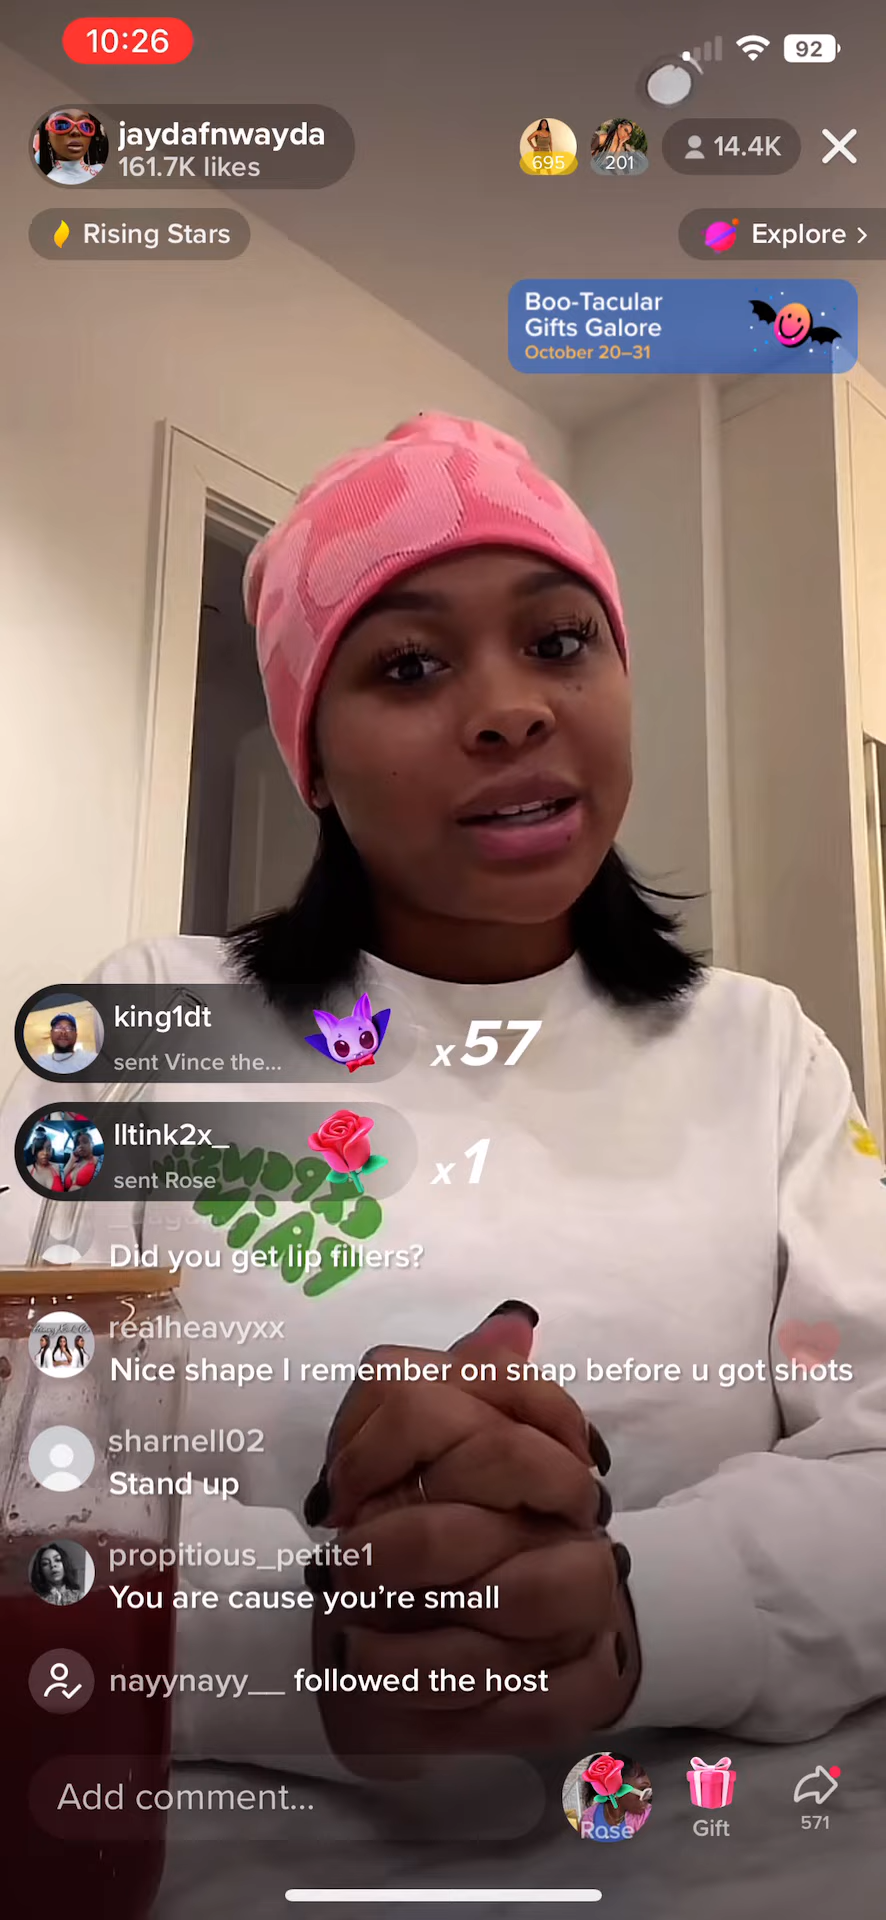 10:26
92
jaydafnwayda
161.7K likes
695
201
14.4K
Rising Stars
Explore >
Boo-Tacular
Gifts Galore
October 20–31
king1dt
sent Vince the...
x57
lltink2x_
sent Rose
x1
Did you get lip fillers?
rea1heavyxx
Nice shape I remember on snap before u got shots
sharnell02
Stand up
propitious_petite1
You are cause you're small
nayynayy__ followed the host
Add comment...
Rose
Gift
571